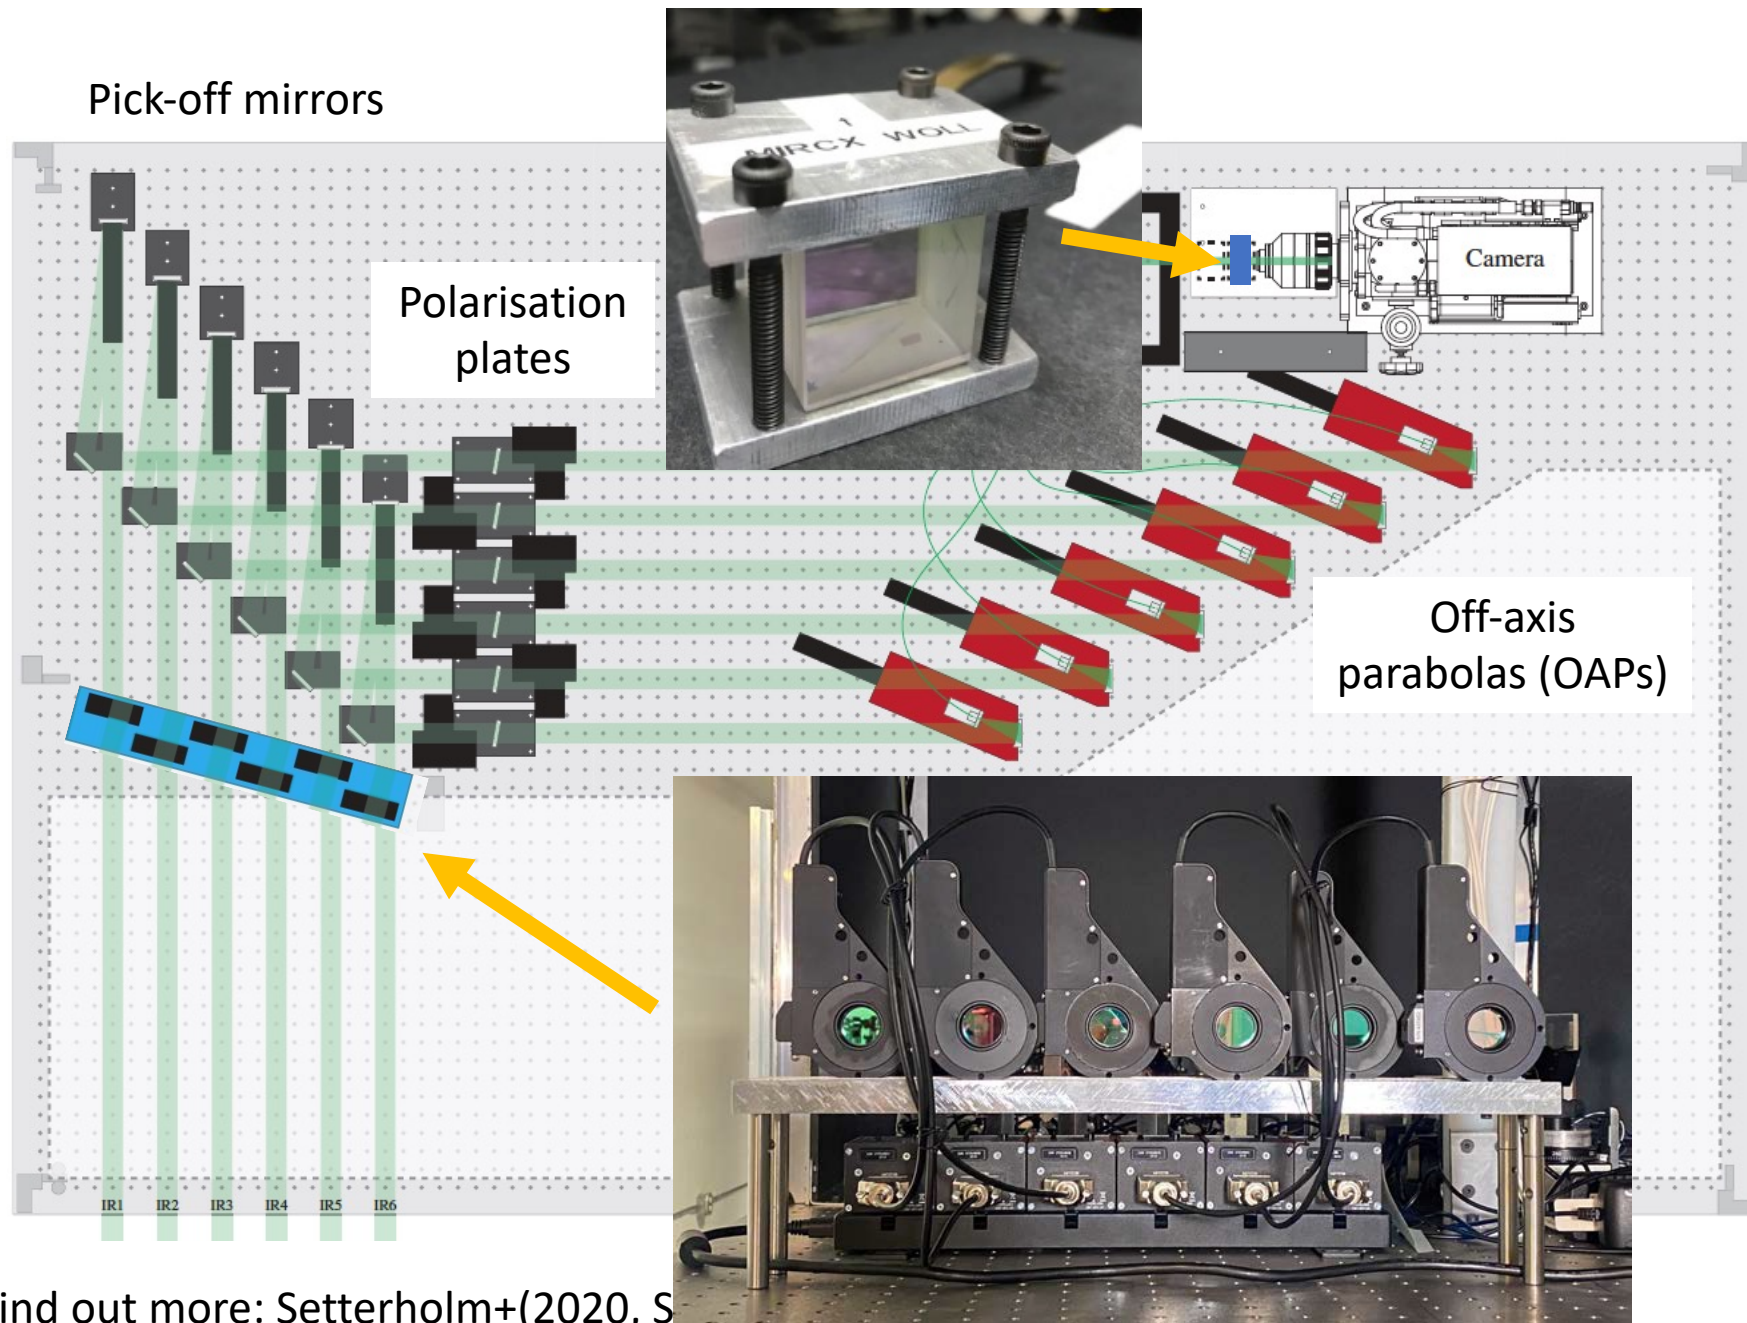 Pick-off mirrors
1
MIRCX WOLL
Camera
Polarisation
plates
Off-axis
parabolas (OAPs)
IR1 IR2 IR3 IR4 IR5 IR6
ind out more: Setterholm+(2020, S